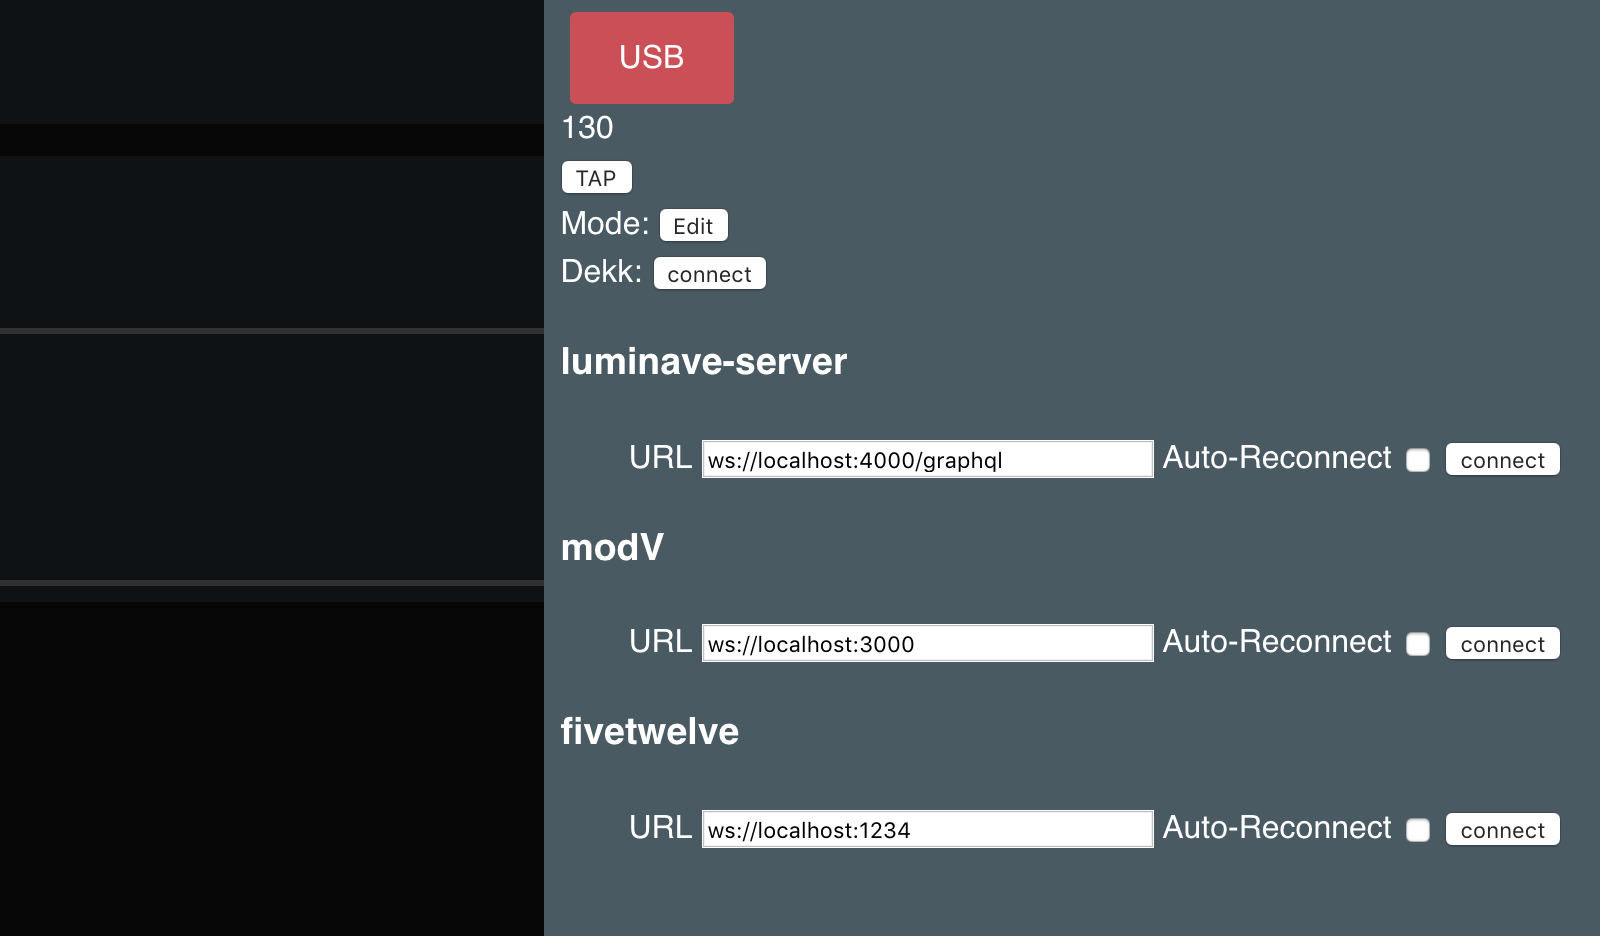 USB
130
TAP
Mode: Edit
Dekk: connect
luminave-server
URL ws://localhost:4000/graphql Auto-Reconnect connect
modV
URL ws://localhost:3000 Auto-Reconnect connect
fivetwelve
URL ws://localhost:1234 Auto-Reconnect connect